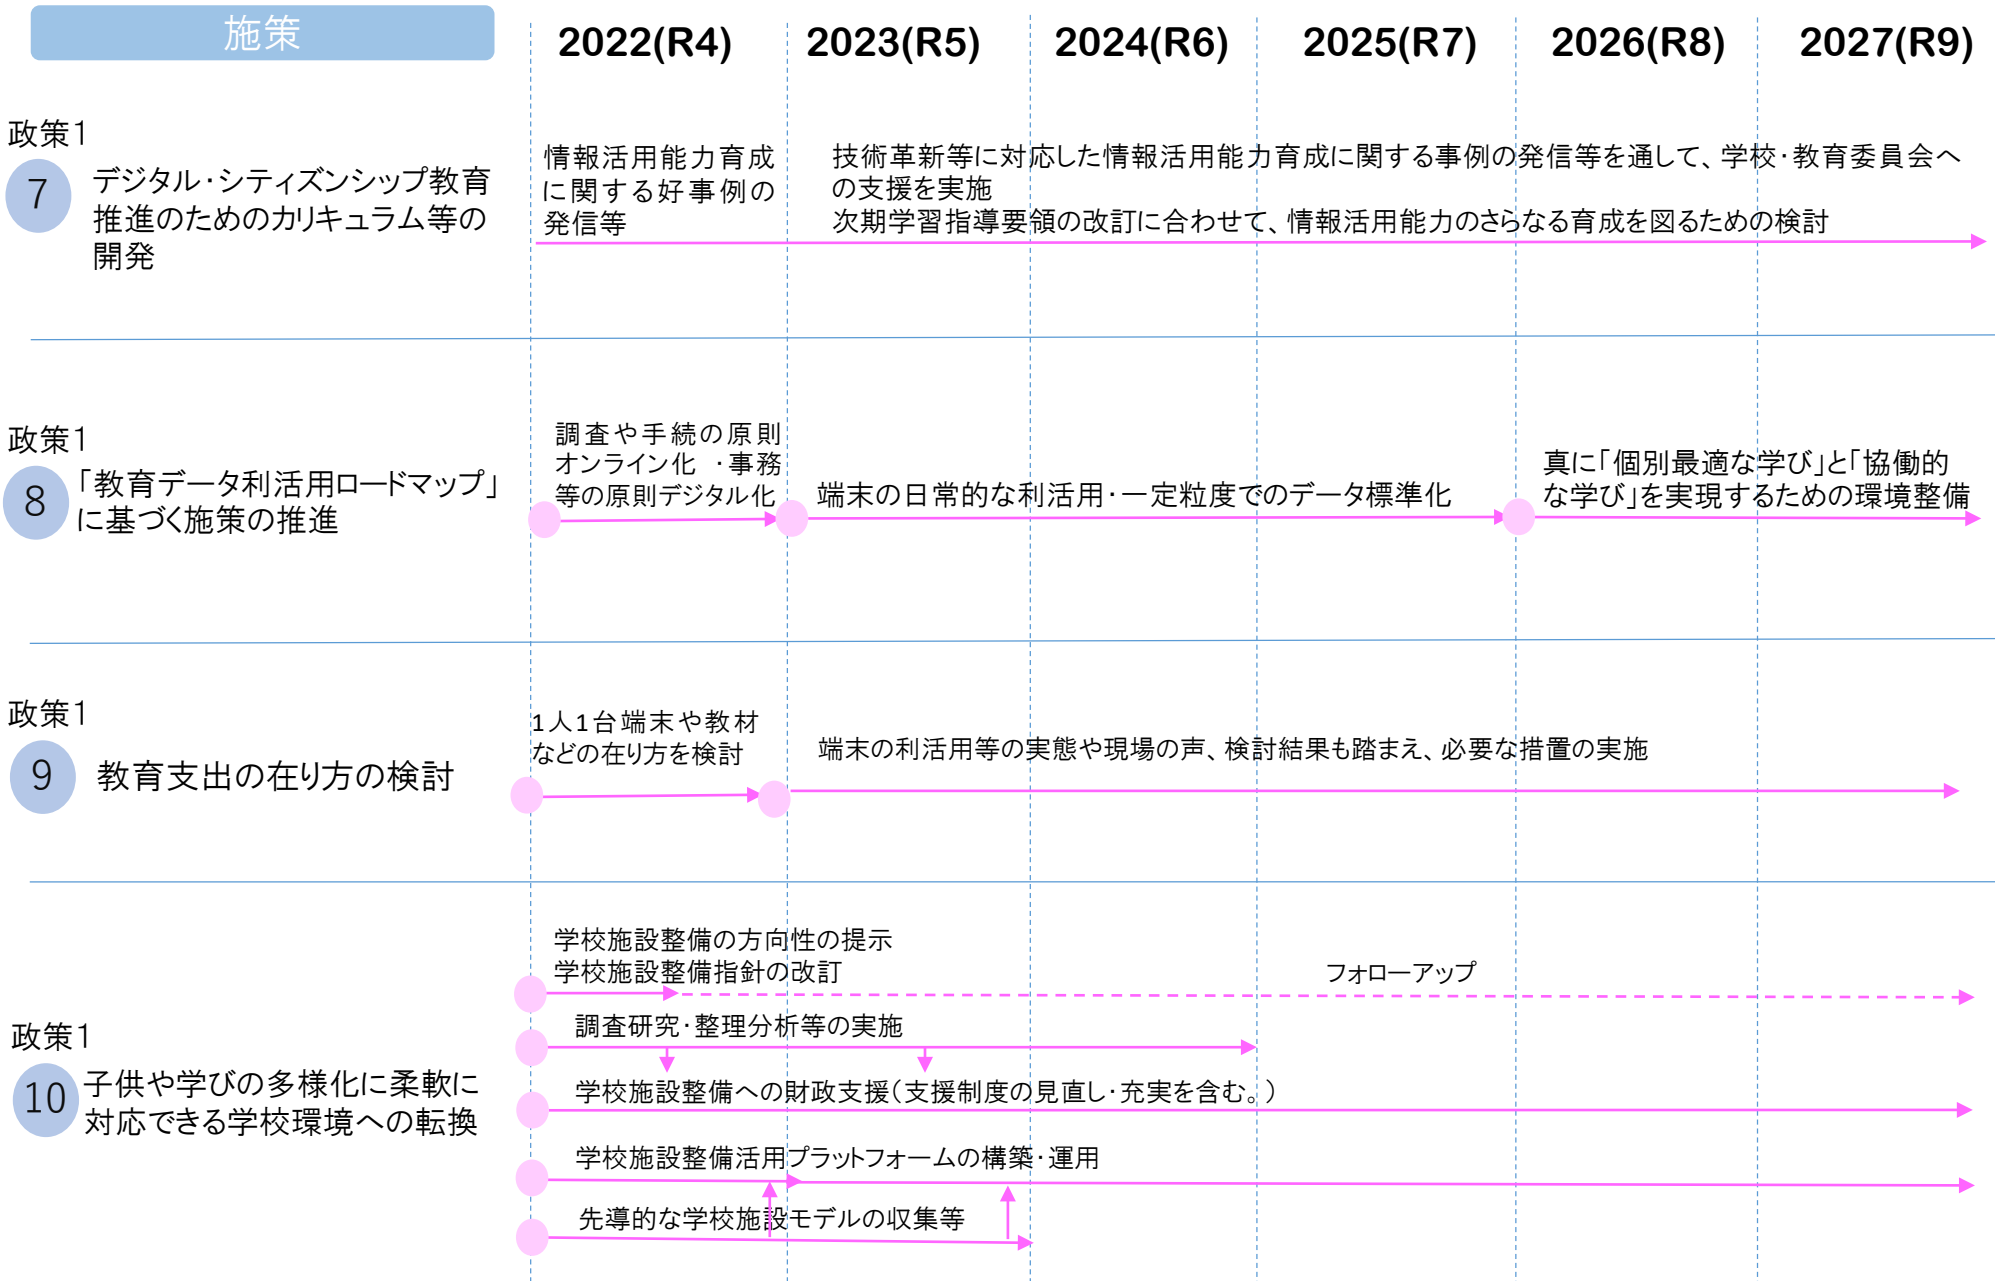 施策
2022(R4)
2023(R5)
2024(R6)
2025(R7)
2026(R8)
2027(R9)
政策1
7
デジタル・シティズンシップ教育
推進のためのカリキュラム等の
開発
情報活用能力育成
に関する好事例の
発信等
技術革新等に対応した情報活用能力育成に関する事例の発信等を通して、学校・教育委員会へ
の支援を実施
次期学習指導要領の改訂に合わせて、情報活用能力のさらなる育成を図るための検討
政策1
8
「教育データ利活用ロードマップ」
に基づく施策の推進
調査や手続の原則
オンライン化 ・事務
等の原則デジタル化
端末の日常的な利活用・一定粒度でのデータ標準化
真に「個別最適な学び」と「協働的
な学び」を実現するための環境整備
政策1
9
教育支出の在り方の検討
1人1台端末や教材
などの在り方を検討
端末の利活用等の実態や現場の声、検討結果も踏まえ、必要な措置の実施
政策1
10
子供や学びの多様化に柔軟に
対応できる学校環境への転換
学校施設整備の方向性の提示
学校施設整備指針の改訂
フォローアップ
調査研究・整理分析等の実施
学校施設整備への財政支援（支援制度の見直し・充実を含む。）
学校施設整備活用プラットフォームの構築・運用
先導的な学校施設モデルの収集等